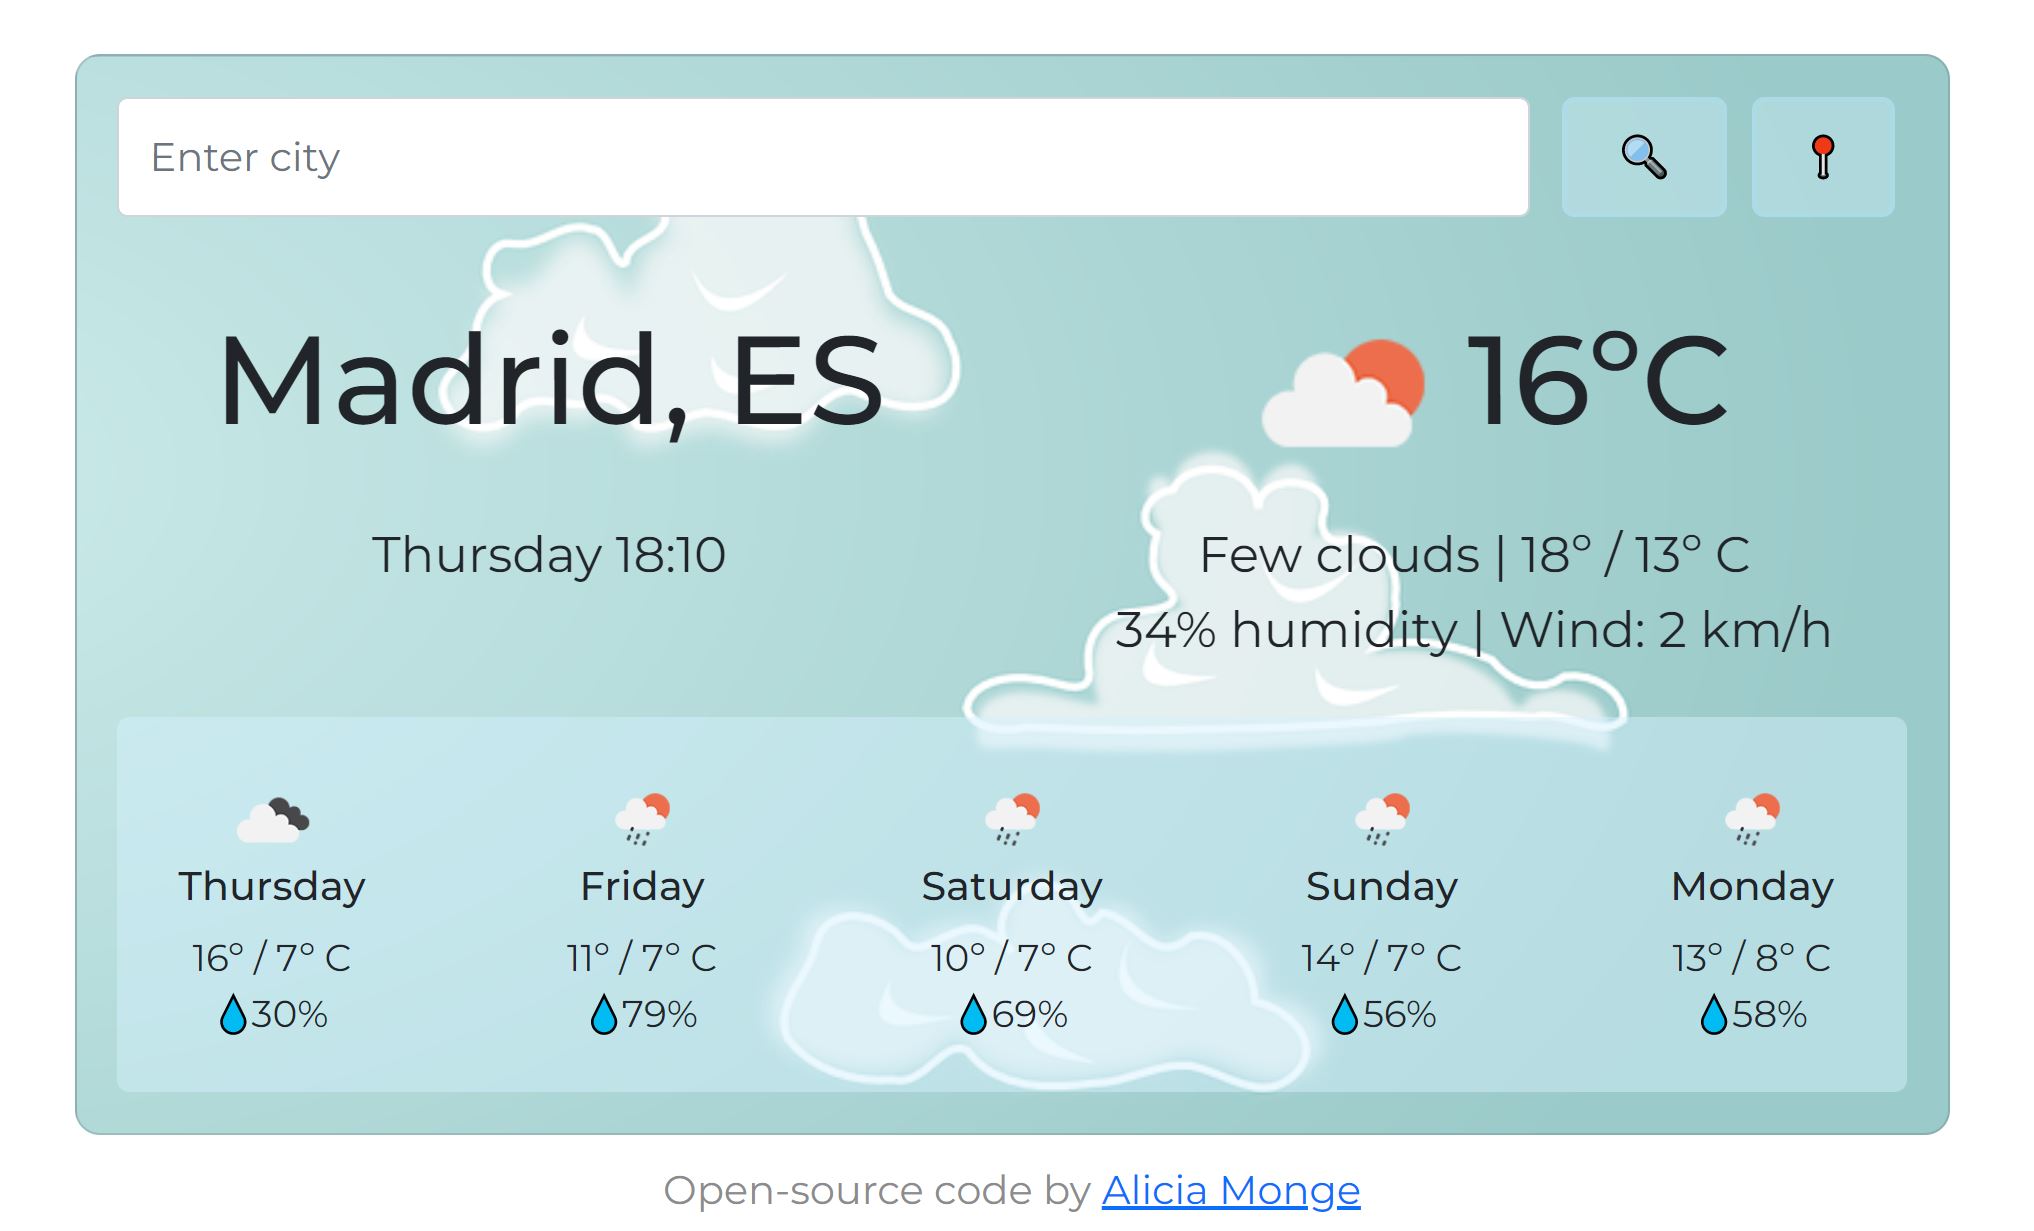 Enter city
Madrid, ES
16°C
Thursday 18:10
Few clouds | 18° / 13° C
34% humidity | Wind: 2 km/h
Thursday
16° / 7° C
30%
Friday
11° / 7° C
79%
Saturday
10° / 7° C
69%
Sunday
14° / 7° C
56%
Monday
13° / 8° C
58%
Open-source code by Alicia Monge